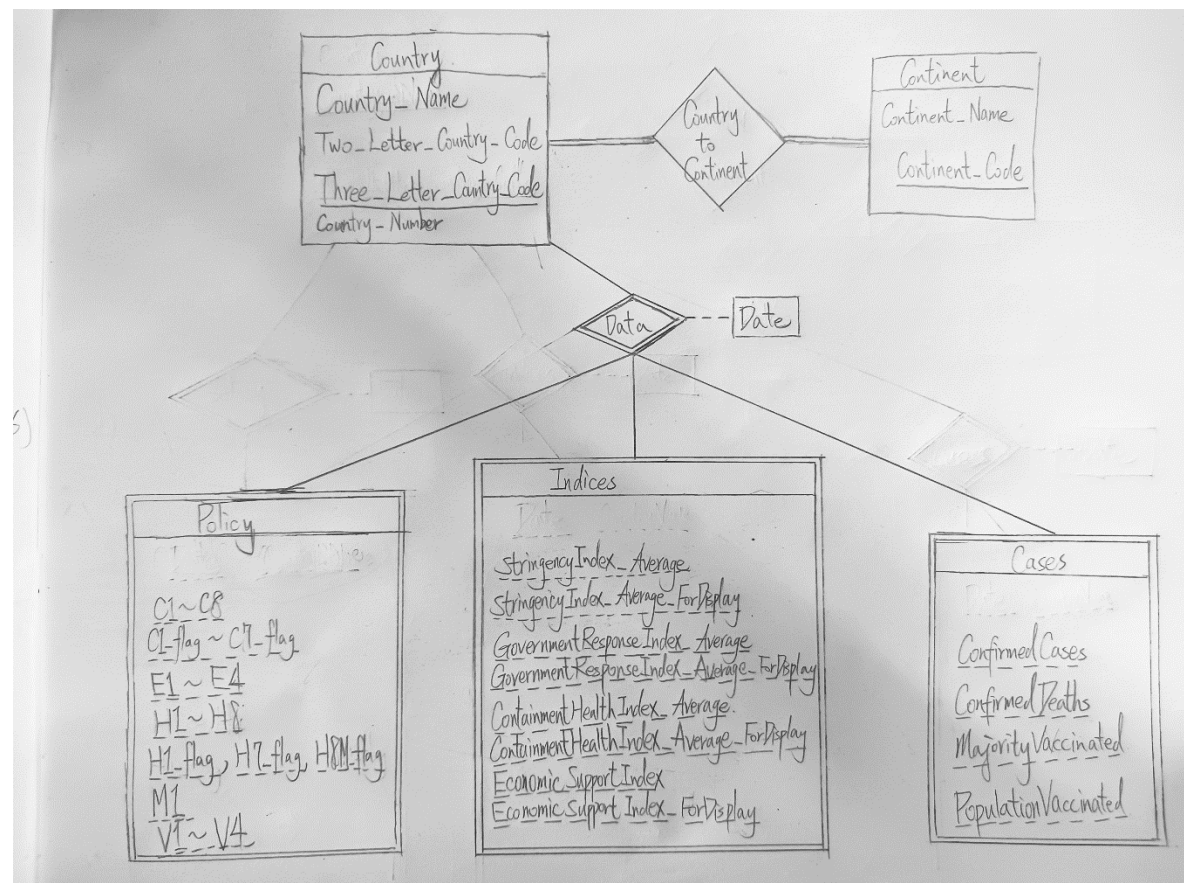 Country
Country_Name
Two_Letter_Country_Code
Three_Letter_Country_Code
Country_Number
Country
to
Continent
Continent
Continent_Name
Continent_Code
Data
Date
Policy
C1~C8
C1_flag~C7_flag
E1~E4
H1~H8
H1_flag, H7_flag, H8M_flag
M1
V1~V4
Indices
StringencyIndex_Average
StringencyIndex_Average_ForDisplay
GovernmentResponseIndex_Average
GovernmentResponseIndex_Average_ForDisplay
ContainmentHealthIndex_Average
ContainmentHealthIndex_Average_ForDisplay
EconomicSupportIndex
EconomicSupportIndex_ForDisplay
Cases
ConfirmedCases
ConfirmedDeaths
MajorityVaccinated
PopulationVaccinated